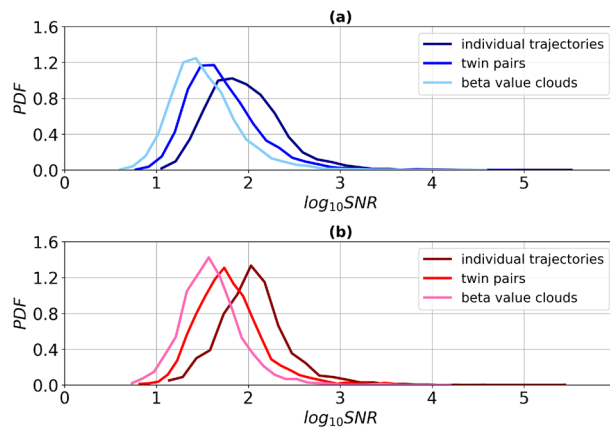 (a)
PDF
1.6
1.2
0.8
0.4
0.0
individual trajectories
twin pairs
beta value clouds
0 1 2 3 4 5
log10SNR
(b)
PDF
1.6
1.2
0.8
0.4
0.0
individual trajectories
twin pairs
beta value clouds
0 1 2 3 4 5
log10SNR